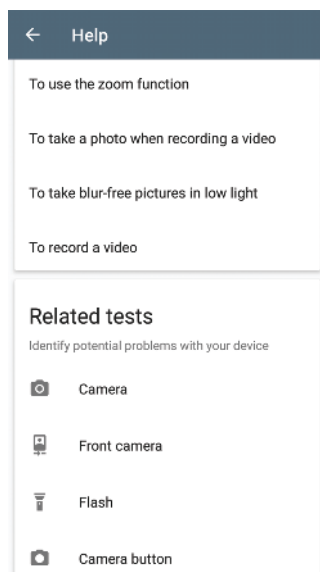 Help
To use the zoom function
To take a photo when recording a video
To take blur-free pictures in low light
To record a video
Related tests
Identify potential problems with your device
Camera
Front camera
Flash
Camera button